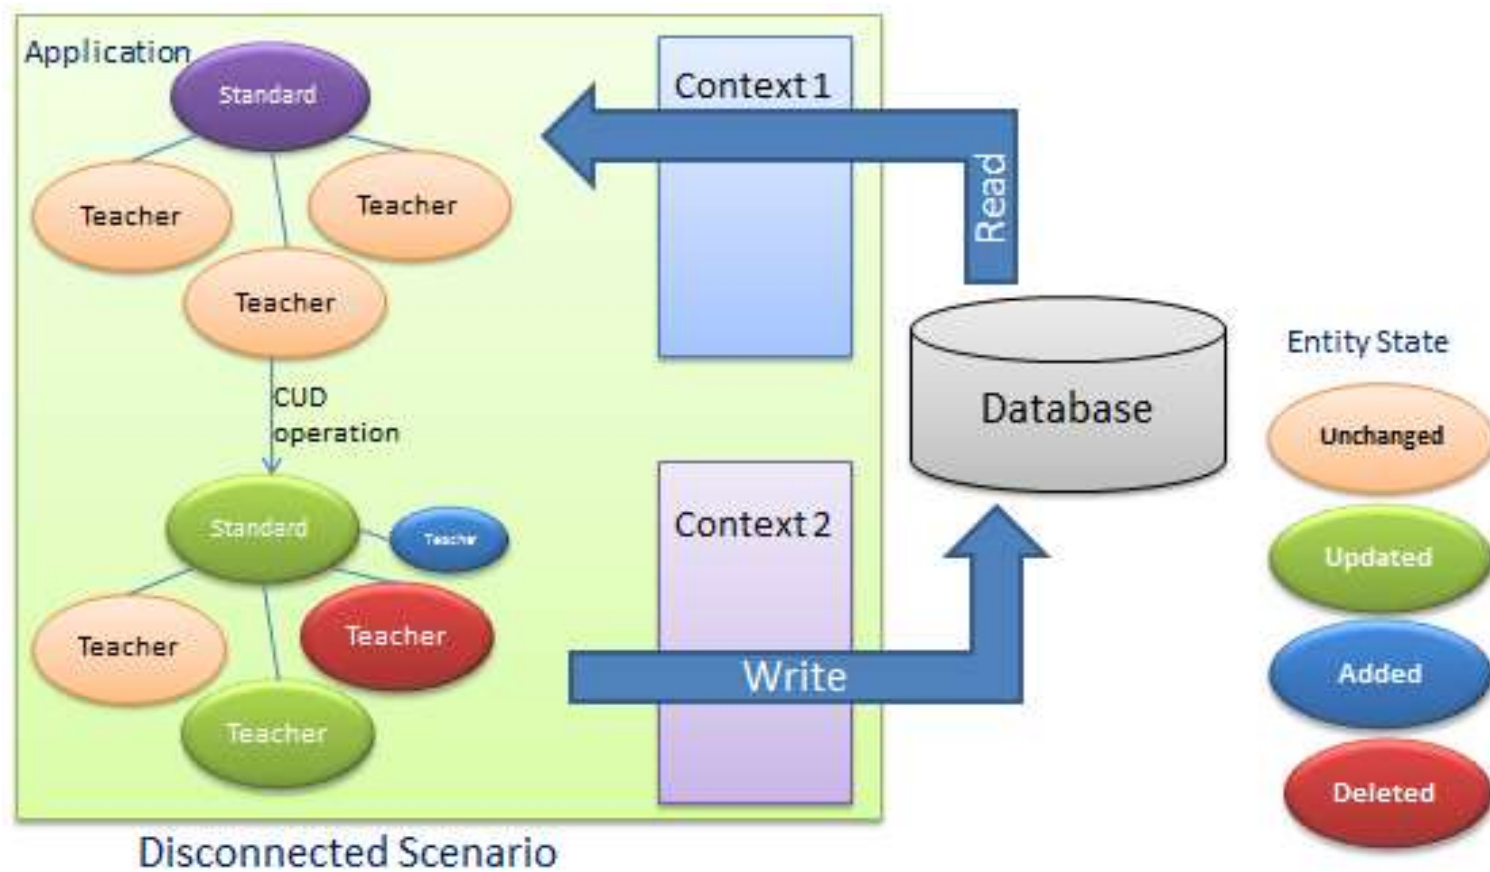 Application
Standard
Teacher
Teacher
Teacher
CUD
operation
Standard
Teacher
Teacher
Teacher
Teacher
Context 1
Read
Database
Context 2
Write
Entity State
Unchanged
Updated
Added
Deleted
Disconnected Scenario